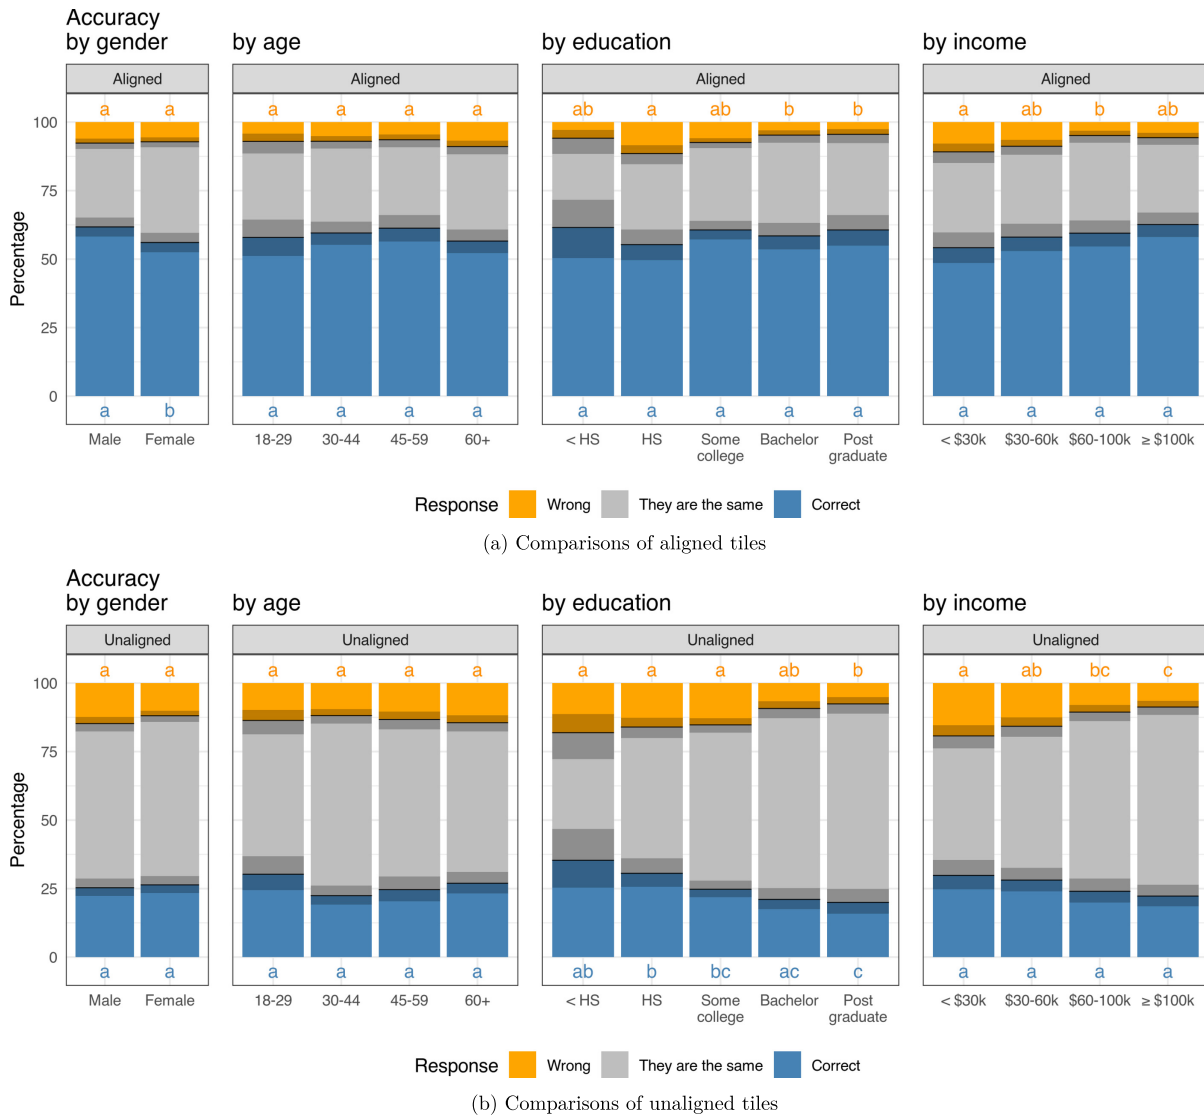 Accuracy
by gender
by age
by education
by income
Aligned
Aligned
Aligned
Aligned
a a
a a a a
ab a ab b b
a ab b ab
100
75
50
25
0
Percentage
a b
a a a a
a a a a a
a a a a
Male Female
18-29 30-44 45-59 60+
< HS HS Some college Bachelor Post graduate
< $30k $30-60k $60-100k ≥ $100k
Response Wrong They are the same Correct
(a) Comparisons of aligned tiles
Accuracy
by gender
by age
by education
by income
Unaligned
Unaligned
Unaligned
Unaligned
a a
a a a a
a a a ab b
a ab bc c
100
75
50
25
0
Percentage
a a
a a a a
ab b bc ac c
a a a a
Male Female
18-29 30-44 45-59 60+
< HS HS Some college Bachelor Post graduate
< $30k $30-60k $60-100k ≥ $100k
Response Wrong They are the same Correct
(b) Comparisons of unaligned tiles